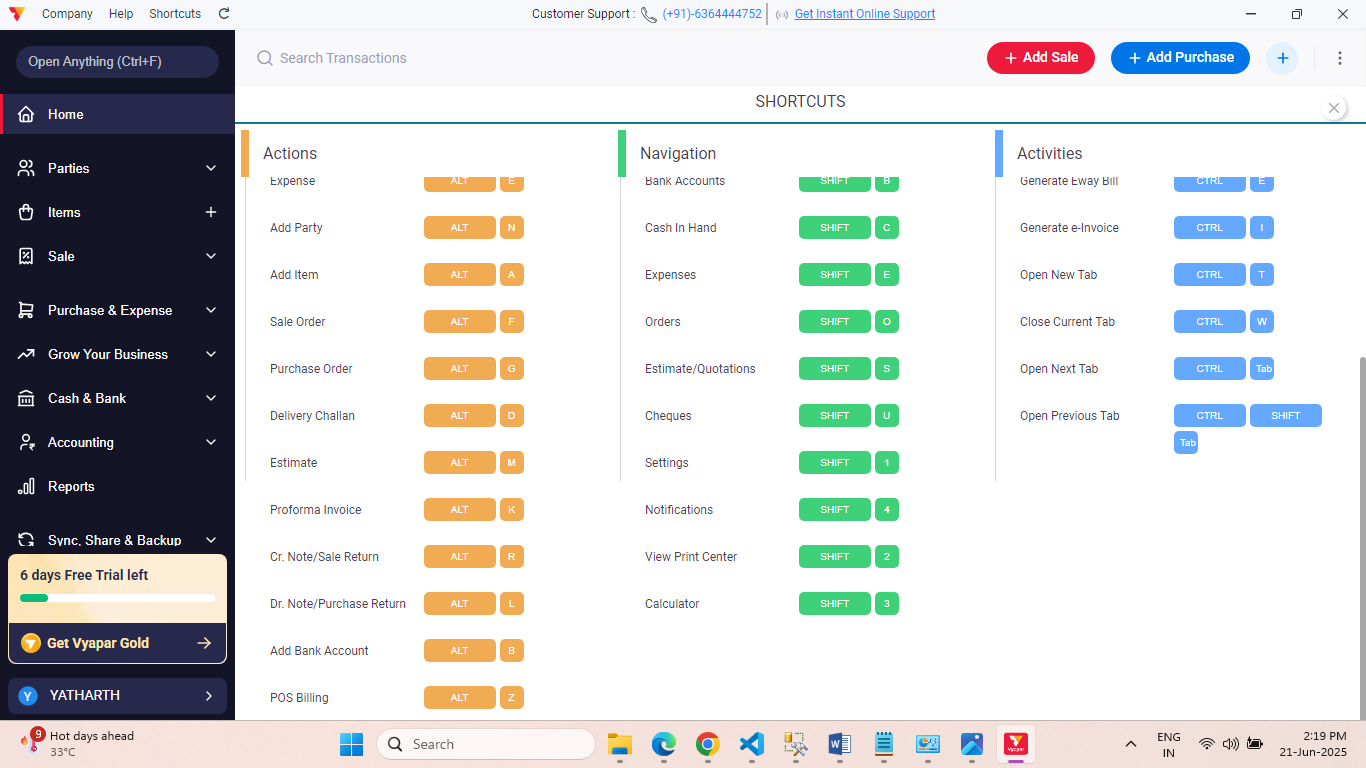 Company Help Shortcuts
Customer Support : (+91)-6364444752 Get Instant Online Support
Open Anything (Ctrl+F)
Search Transactions
+ Add Sale
+ Add Purchase
Home
Parties
Items
Sale
Purchase & Expense
Grow Your Business
Cash & Bank
Accounting
Reports
Sync, Share & Backup
6 days Free Trial left
Get Vyapar Gold
Y YATHARTH
SHORTCUTS
Actions
Expense ALT E
Add Party ALT N
Add Item ALT A
Sale Order ALT F
Purchase Order ALT G
Delivery Challan ALT D
Estimate ALT M
Proforma Invoice ALT K
Cr. Note/Sale Return ALT R
Dr. Note/Purchase Return ALT L
Add Bank Account ALT B
POS Billing ALT Z
Navigation
Bank Accounts SHIFT B
Cash In Hand SHIFT C
Expenses SHIFT E
Orders SHIFT O
Estimate/Quotations SHIFT S
Cheques SHIFT U
Settings SHIFT 1
Notifications SHIFT 4
View Print Center SHIFT 2
Calculator SHIFT 3
Activities
Generate Eway Bill CTRL E
Generate e-Invoice CTRL I
Open New Tab CTRL T
Close Current Tab CTRL W
Open Next Tab CTRL Tab
Open Previous Tab CTRL SHIFT
Tab
9
Hot days ahead
33°C
Search
Vyapar
ENG
IN
2:19 PM
21-Jun-2025